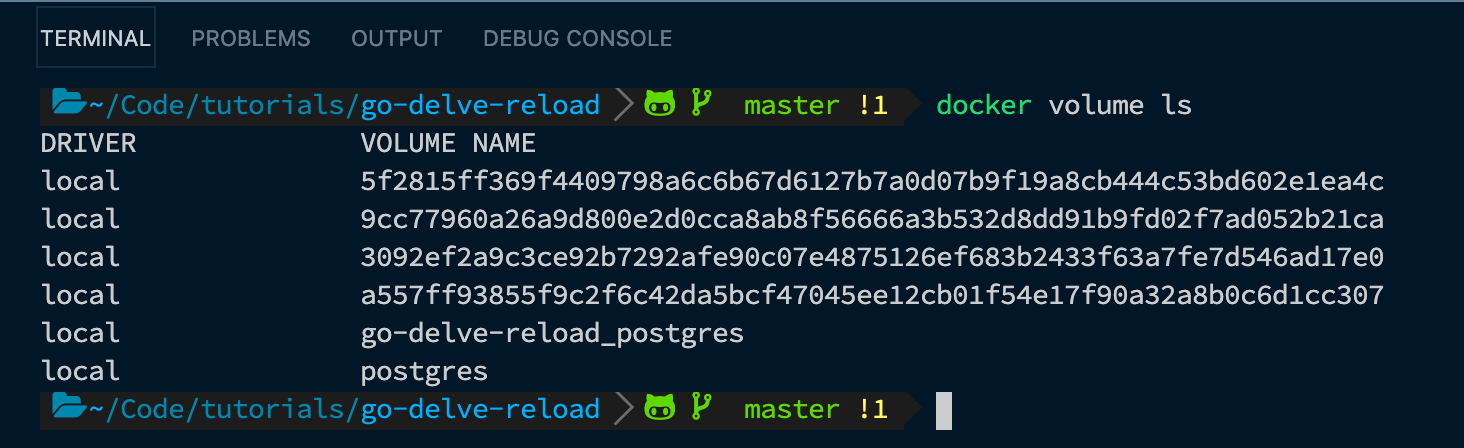 TERMINAL PROBLEMS OUTPUT DEBUG CONSOLE
~/Code/tutorials/go-delve-reload master !1 docker volume ls
DRIVER VOLUME NAME
local 5f2815ff369f4409798a6c6b67d6127b7a0d07b9f19a8cb444c53bd602e1ea4c
local 9cc77960a26a9d800e2d0cca8ab8f56666a3b532d8dd91b9fd02f7ad052b21ca
local 3092ef2a9c3ce92b7292afe90c07e4875126ef683b2433f63a7fe7d546ad17e0
local a557ff93855f9c2f6c42da5bcf47045ee12cb01f54e17f90a32a8b0c6d1cc307
local go-delve-reload_postgres
local postgres
~/Code/tutorials/go-delve-reload master !1